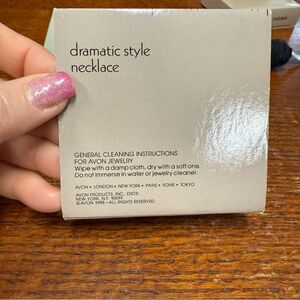 dramatic style
necklace
GENERAL CLEANING INSTRUCTIONS
FOR AVON JEWELRY
Wipe with a damp cloth, dry with a soft one.
Do not immerse in water or jewelry cleaner.
AVON • LONDON • NEW YORK • PARIS • ROME • TOKYO
AVON PRODUCTS, INC., DISTR.
NEW YORK, N.Y. 10019.
© AVON 1988—ALL RIGHTS RESERVED